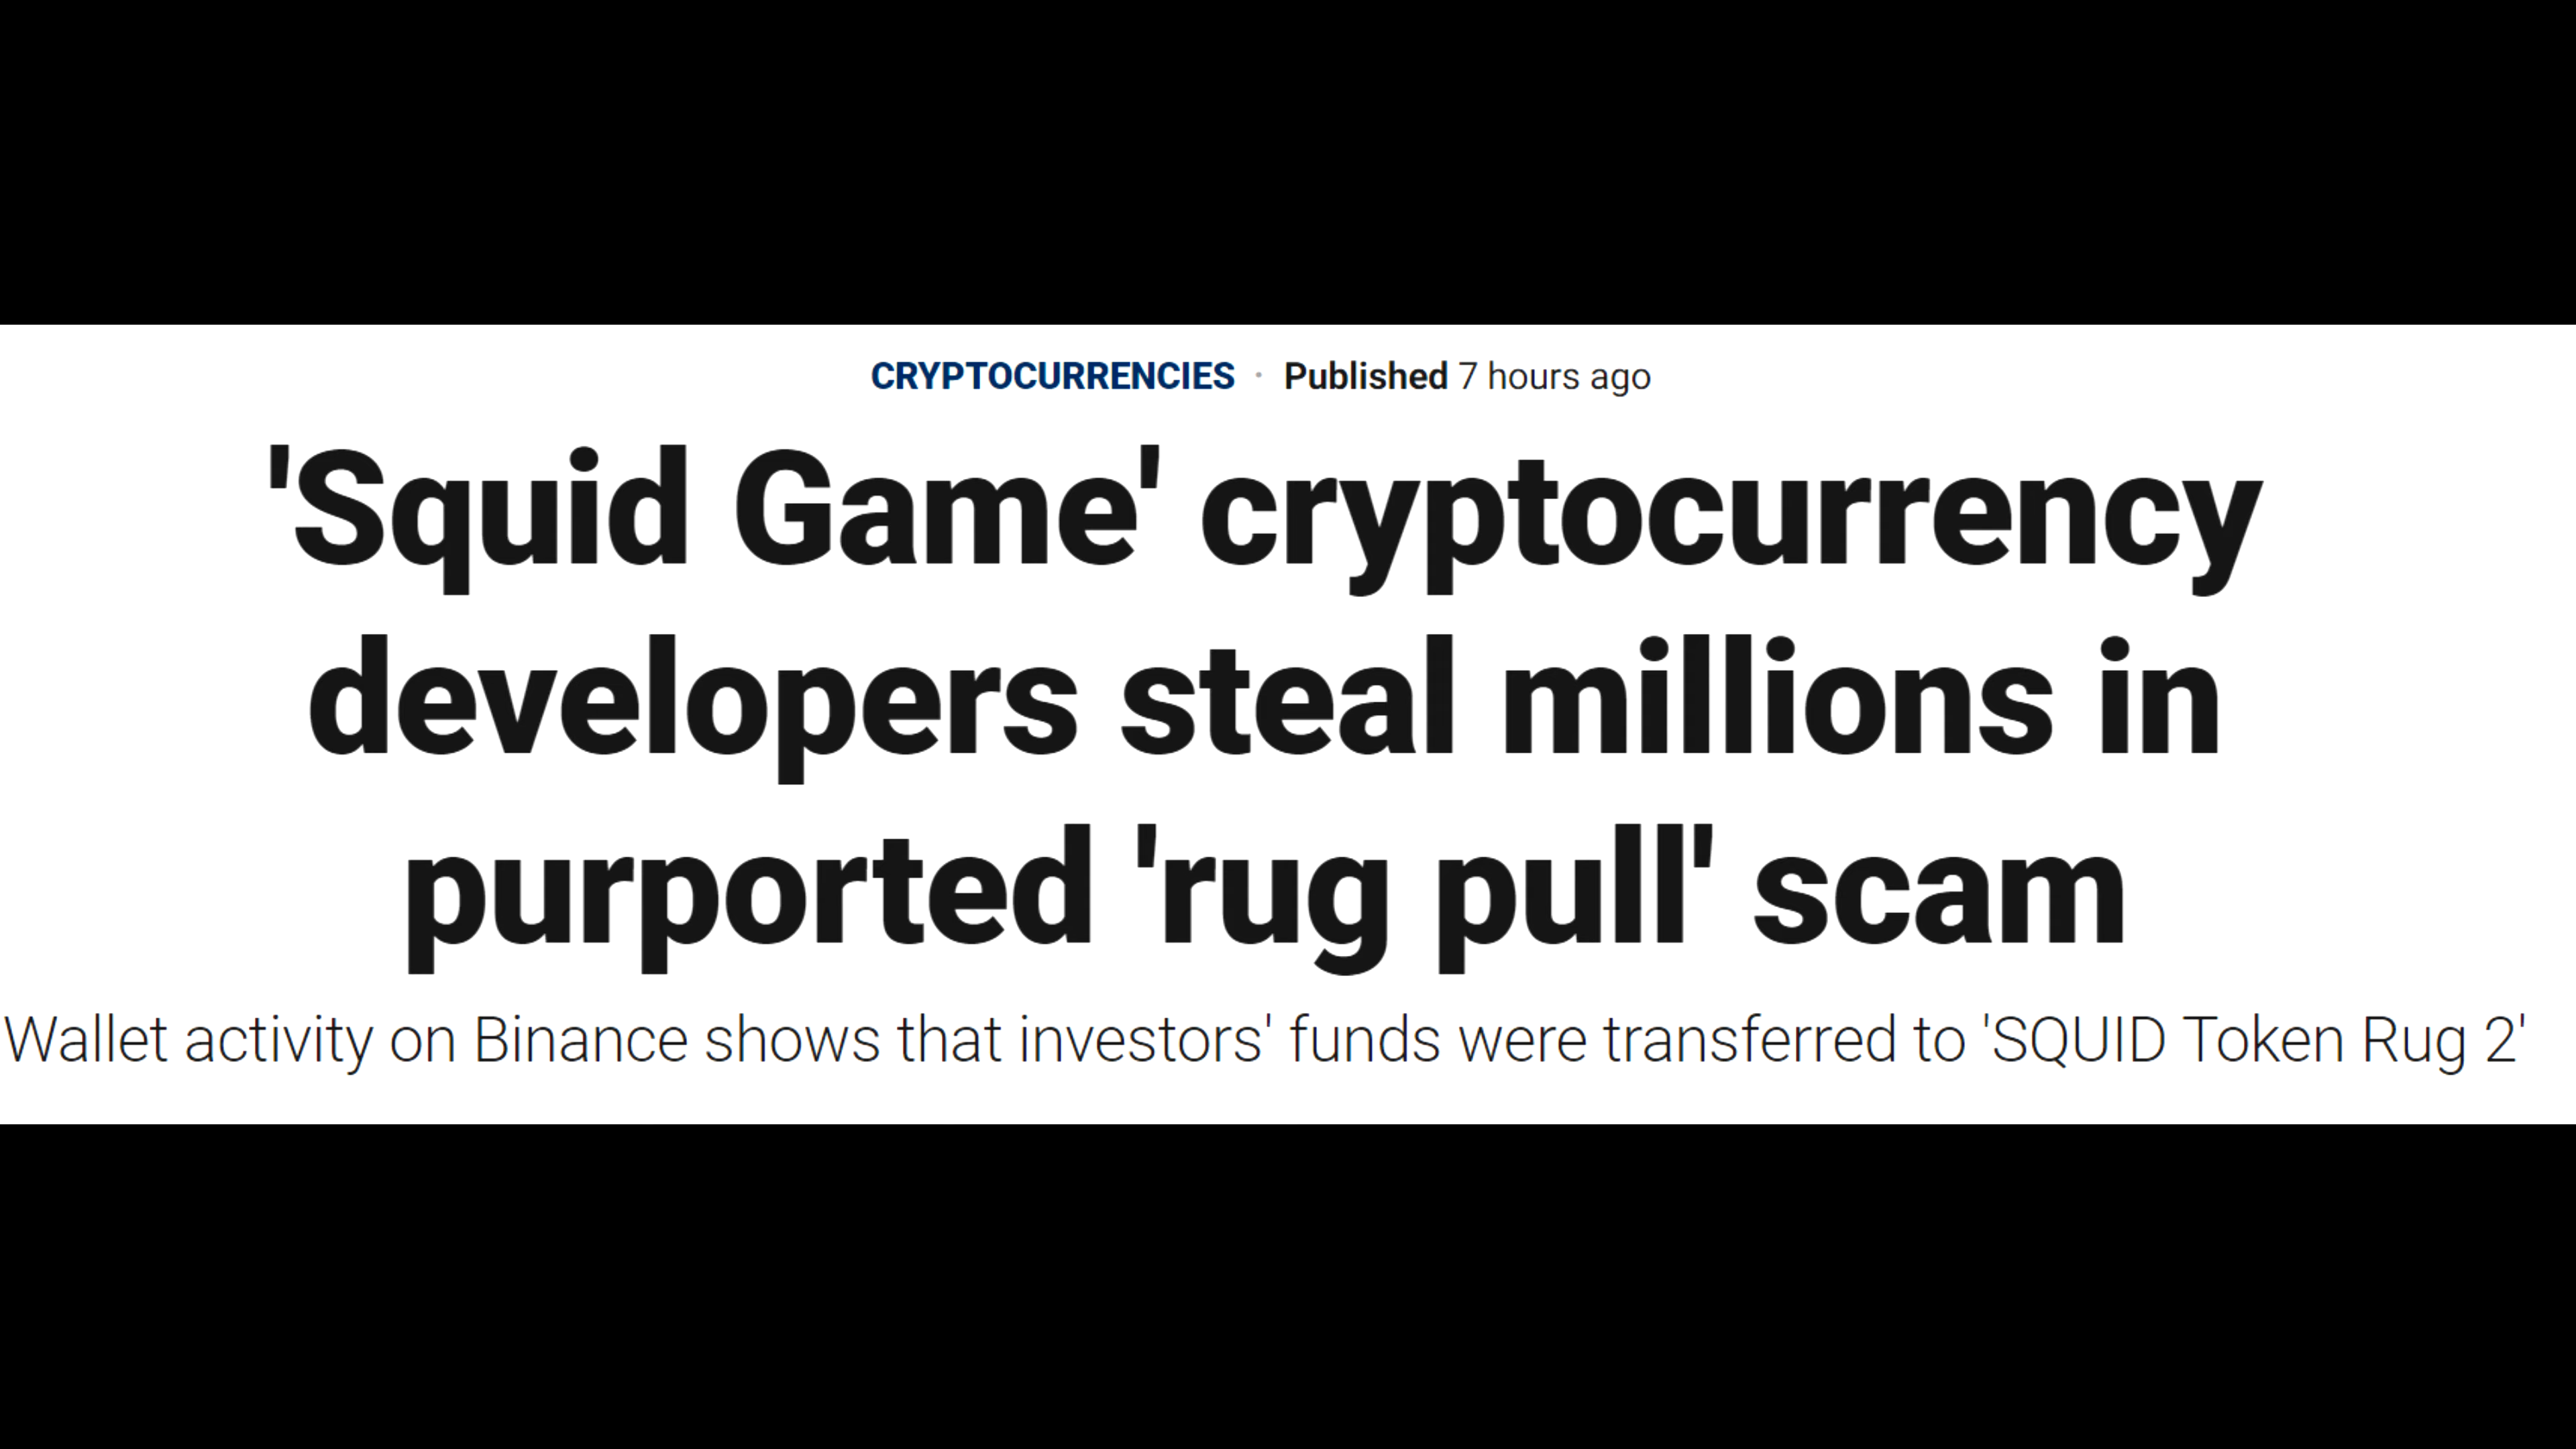 CRYPTOCURRENCIES · Published 7 hours ago
'Squid Game' cryptocurrency
developers steal millions in
purported 'rug pull' scam
Wallet activity on Binance shows that investors' funds were transferred to 'SQUID Token Rug 2'